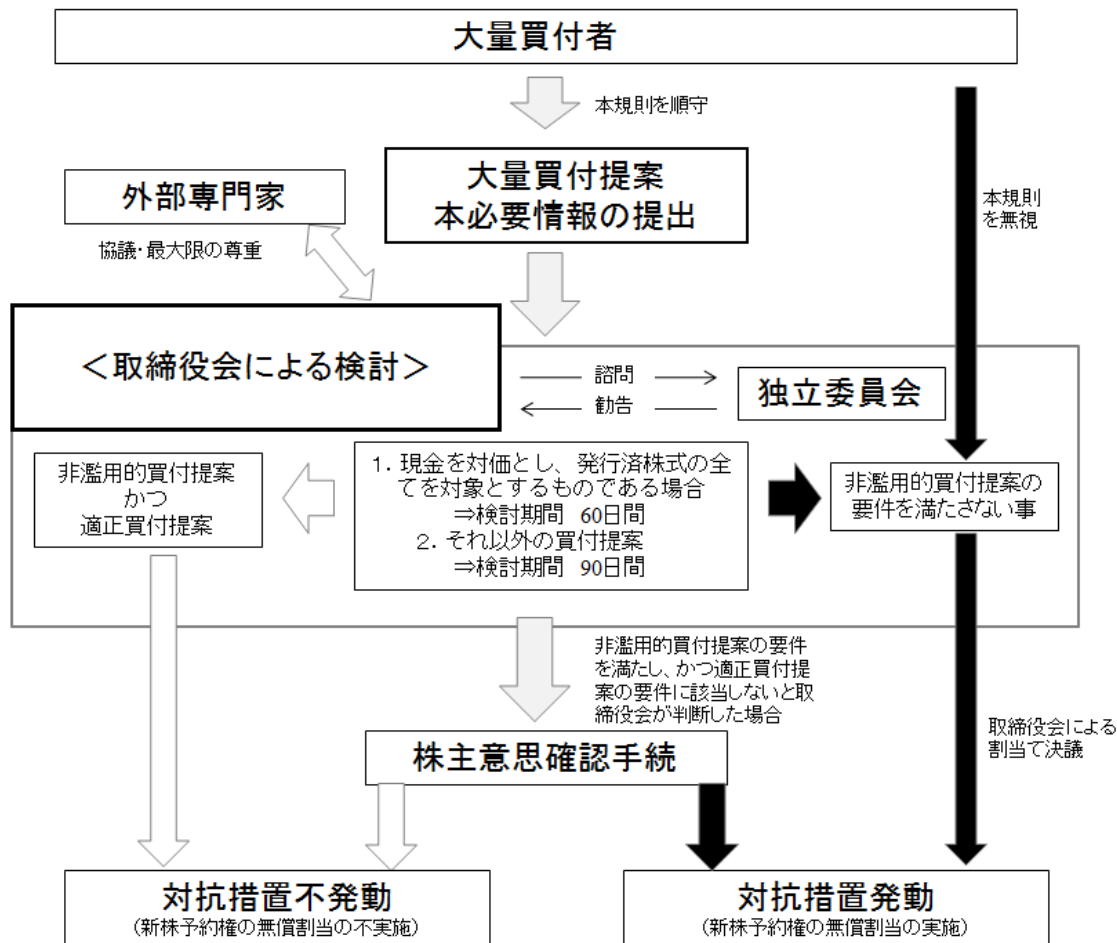 大量買付者
本規則を順守
大量買付提案
本必要情報の提出
外部専門家
協議・最大限の尊重
本規則
を無視
＜取締役会による検討＞
諮問
勧告
独立委員会
非濫用的買付提案
かつ
適正買付提案
1. 現金を対価とし、発行済株式の全
てを対象とするものである場合
⇒検討期間 60日間
2. それ以外の買付提案
⇒検討期間 90日間
非濫用的買付提案の
要件を満たさない事
非濫用的買付提案の要件
を満たし、かつ適正買付提
案の要件に該当しないと取
締役会が判断した場合
取締役会による
割当て決議
株主意思確認手続
対抗措置不発動
（新株予約権の無償割当の不実施）
対抗措置発動
（新株予約権の無償割当の実施）